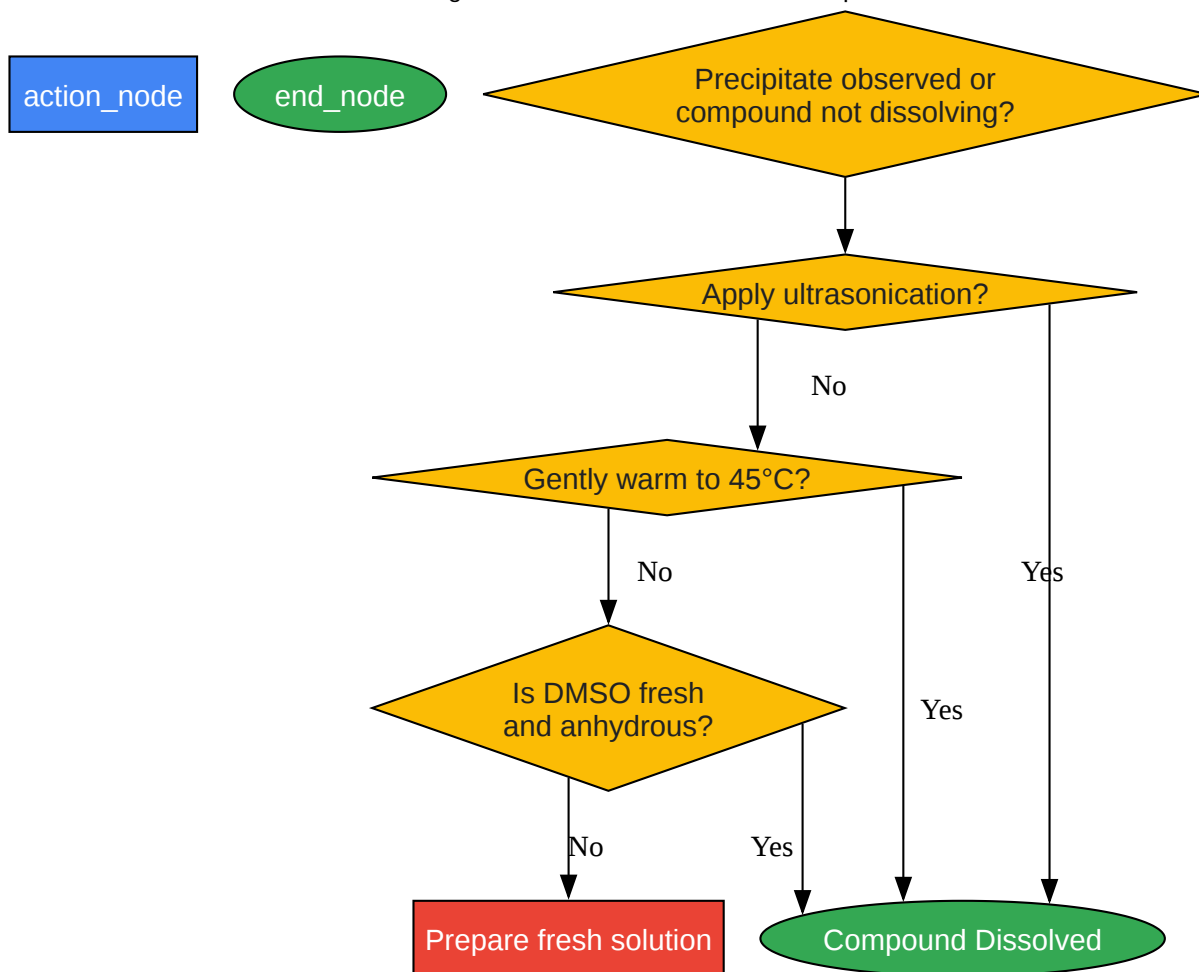 action_node
end_node
Precipitate observed or
compound not dissolving?
Apply ultrasonication?
No
Gently warm to 45°C?
No
Yes
Is DMSO fresh
and anhydrous?
Yes
No
Yes
Prepare fresh solution
Compound Dissolved